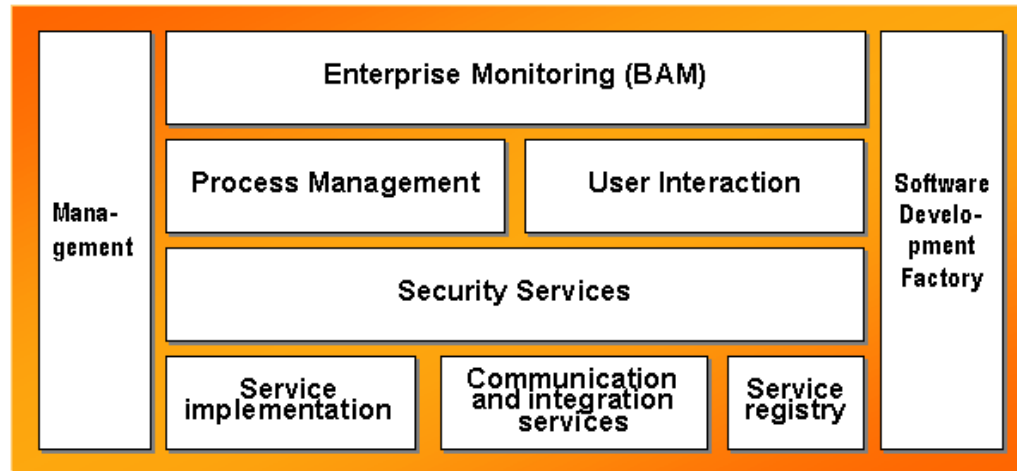 Enterprise Monitoring (BAM)
Process Management
User Interaction
Mana-
gement
Software
Develo-
pment
Factory
Security Services
Service
implementation
Communication
and integration
services
Service
registry